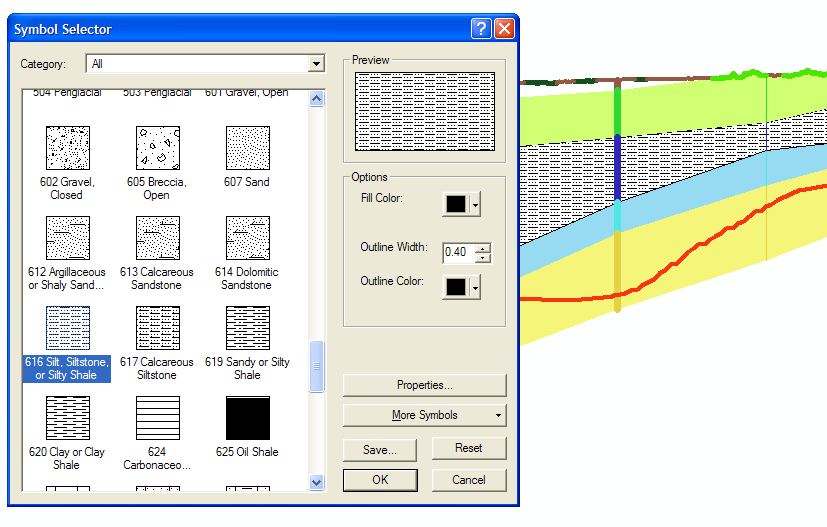 Symbol Selector
Category:
All
504 Periglacial
503 Periglacial
601 Gravel, Open
602 Gravel,
Closed
605 Breccia,
Open
607 Sand
612 Argillaceous
or Shaly Sand...
613 Calcareous
Sandstone
614 Dolomitic
Sandstone
616 Silt, Siltstone,
or Silty Shale
617 Calcareous
Siltstone
619 Sandy or Silty
Shale
620 Clay or Clay
Shale
624
Carbonaceo...
625 Oil Shale
Preview
Options
Fill Color:
Outline Width:
0.40
Outline Color:
Properties...
More Symbols
Save...
Reset
OK
Cancel